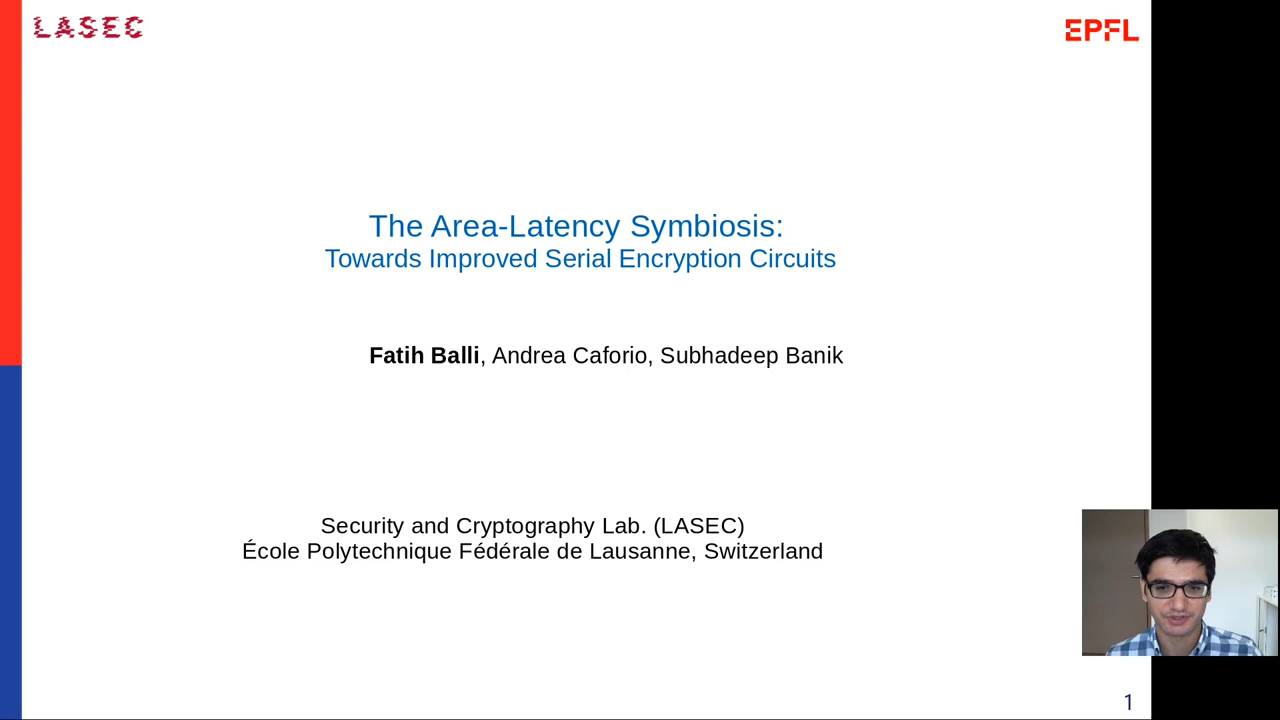 LASEC
EPFL
The Area-Latency Symbiosis:
Towards Improved Serial Encryption Circuits
Fatih Balli, Andrea Caforio, Subhadeep Banik
Security and Cryptography Lab. (LASEC)
École Polytechnique Fédérale de Lausanne, Switzerland
1